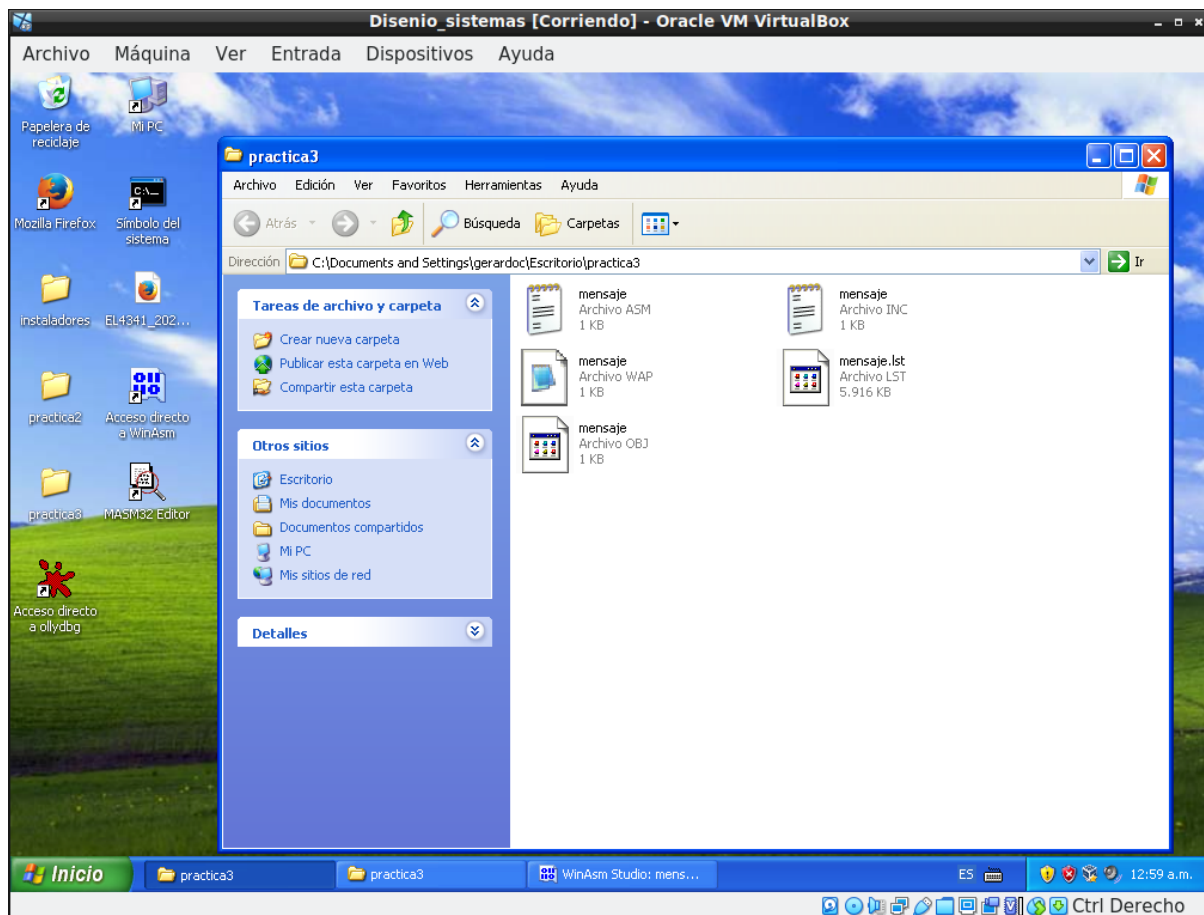 Disenio_sistemas [Corriendo] - Oracle VM VirtualBox
Archivo Máquina Ver Entrada Dispositivos Ayuda
Papelera de
reciclaje
Mi PC
Mozilla Firefox
C:\_
Símbolo del
sistema
instaladores
EL4341_202...
practica2
Acceso directo
a WinAsm
practica3
MASM32 Editor
Acceso directo
a ollydbg
practica3
Archivo Edición Ver Favoritos Herramientas Ayuda
Atrás Búsqueda Carpetas
Dirección C:\Documents and Settings\gerardoc\Escritorio\practica3 Ir
Tareas de archivo y carpeta
Crear nueva carpeta
Publicar esta carpeta en Web
Compartir esta carpeta
Otros sitios
Escritorio
Mis documentos
Documentos compartidos
Mi PC
Mis sitios de red
Detalles
mensaje
Archivo ASM
1 KB
mensaje
Archivo INC
1 KB
mensaje
Archivo WAP
1 KB
mensaje.lst
Archivo LST
5.916 KB
mensaje
Archivo OBJ
1 KB
Inicio practica3 practica3 WinAsm Studio: mens... ES 12:59 a.m.
Ctrl Derecho